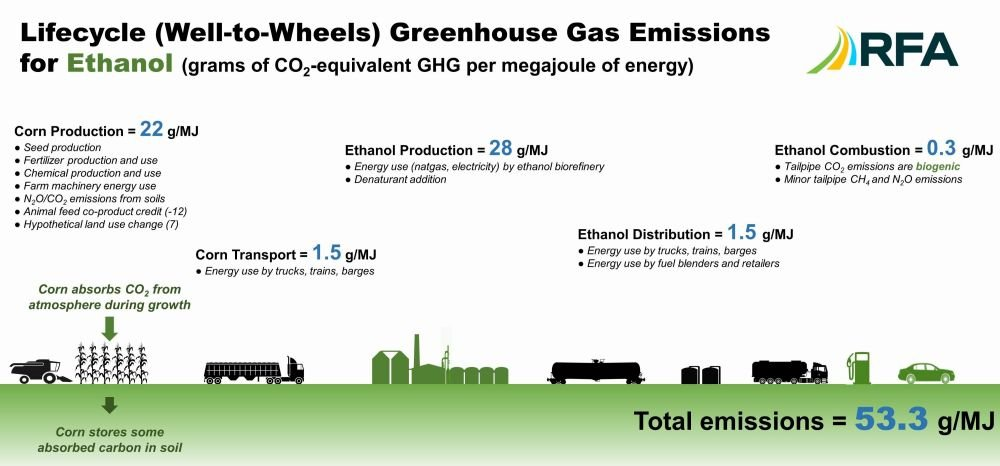 Lifecycle (Well-to-Wheels) Greenhouse Gas Emissions
for Ethanol (grams of CO₂-equivalent GHG per megajoule of energy)
RFA
Corn Production = 22 g/MJ
● Seed production
● Fertilizer production and use
● Chemical production and use
● Farm machinery energy use
● N₂O/CO₂ emissions from soils
● Animal feed co-product credit (-12)
● Hypothetical land use change (7)
Ethanol Production = 28 g/MJ
● Energy use (natgas, electricity) by ethanol biorefinery
● Denaturant addition
Ethanol Combustion = 0.3 g/MJ
● Tailpipe CO₂ emissions are biogenic
● Minor tailpipe CH₄ and N₂O emissions
Corn Transport = 1.5 g/MJ
● Energy use by trucks, trains, barges
Ethanol Distribution = 1.5 g/MJ
● Energy use by trucks, trains, barges
● Energy use by fuel blenders and retailers
Corn absorbs CO₂ from
atmosphere during growth
Corn stores some
absorbed carbon in soil
Total emissions = 53.3 g/MJ